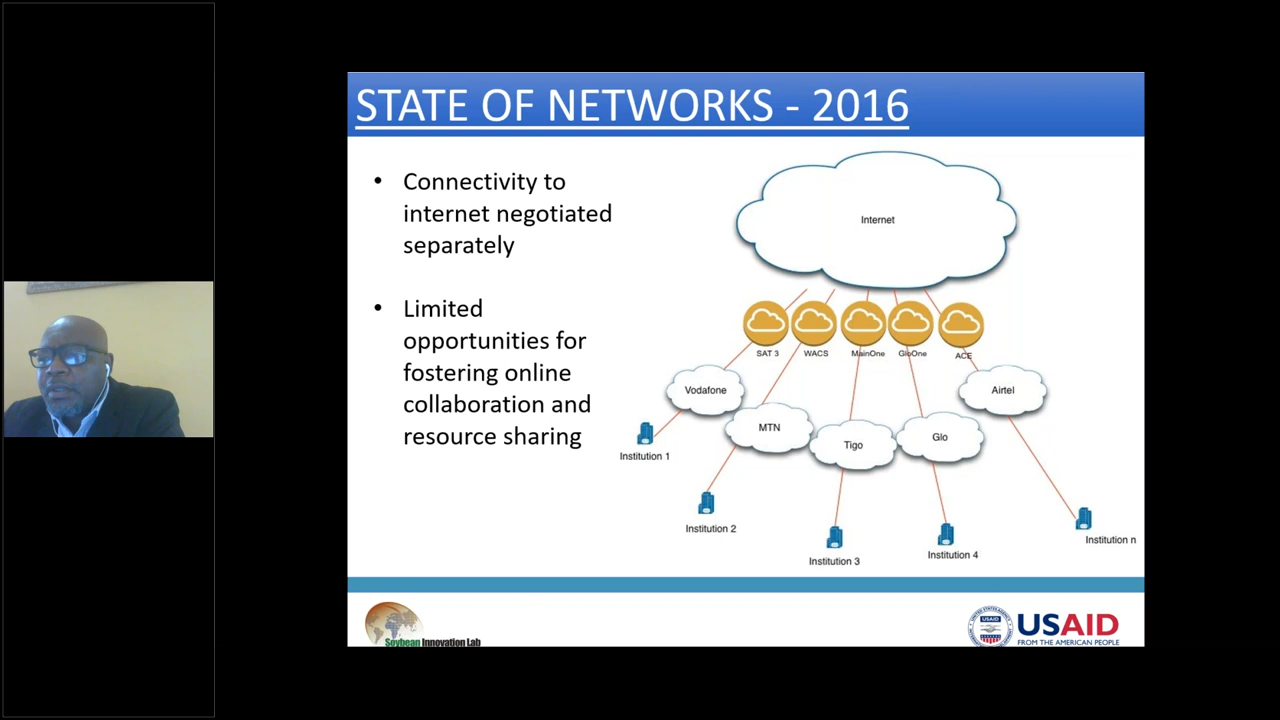 STATE OF NETWORKS - 2016
• Connectivity to
internet negotiated
separately
• Limited
opportunities for
fostering online
collaboration and
resource sharing
Internet
SAT 3
WACS
MainOne
GloOne
ACE
Vodafone
MTN
Tigo
Glo
Airtel
Institution 1
Institution 2
Institution 3
Institution 4
Institution n
Soybean Innovation Lab
USAID
USAID
FROM THE AMERICAN PEOPLE